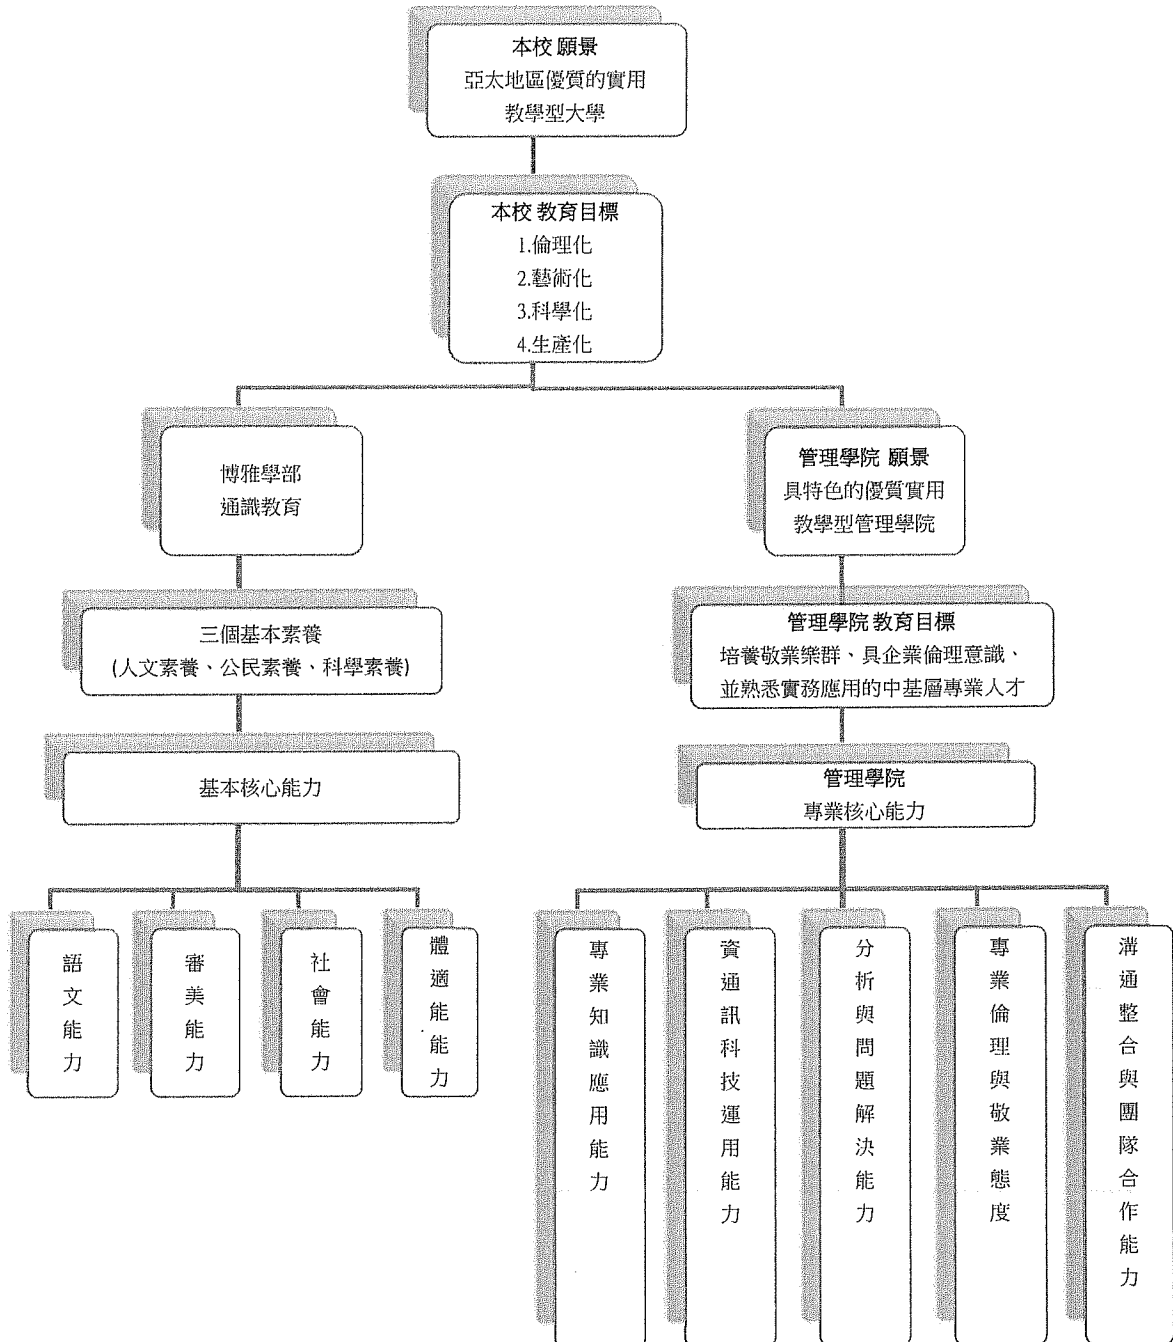 本校 願景
亞太地區優質的實用
教學型大學
本校 教育目標
1.倫理化
2.藝術化
3.科學化
4.生產化
博雅學部
通識教育
管理學院 願景
具特色的優質實用
教學型管理學院
三個基本素養
(人文素養、公民素養、科學素養)
管理學院 教育目標
培養敬業樂群、具企業倫理意識、
並熟悉實務應用的中基層專業人才
基本核心能力
管理學院
專業核心能力
語文能力
審美能力
社會能力
體適能能力
專業知識應用能力
資通訊科技運用能力
分析與問題解決能力
專業倫理與敬業態度
溝通整合與團隊合作能力